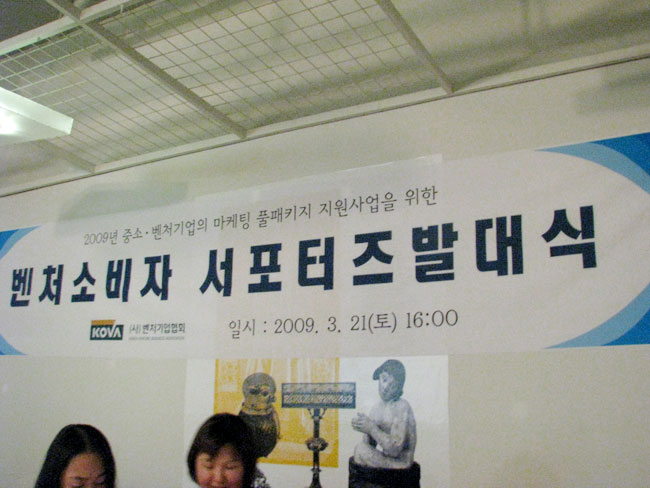 2009년 중소·벤처기업의 마케팅 풀패키지 지원사업을 위한
벤처소비자 서포터즈발대식
KOVA (사)벤처기업협회
일시 : 2009. 3. 21(토) 16:00